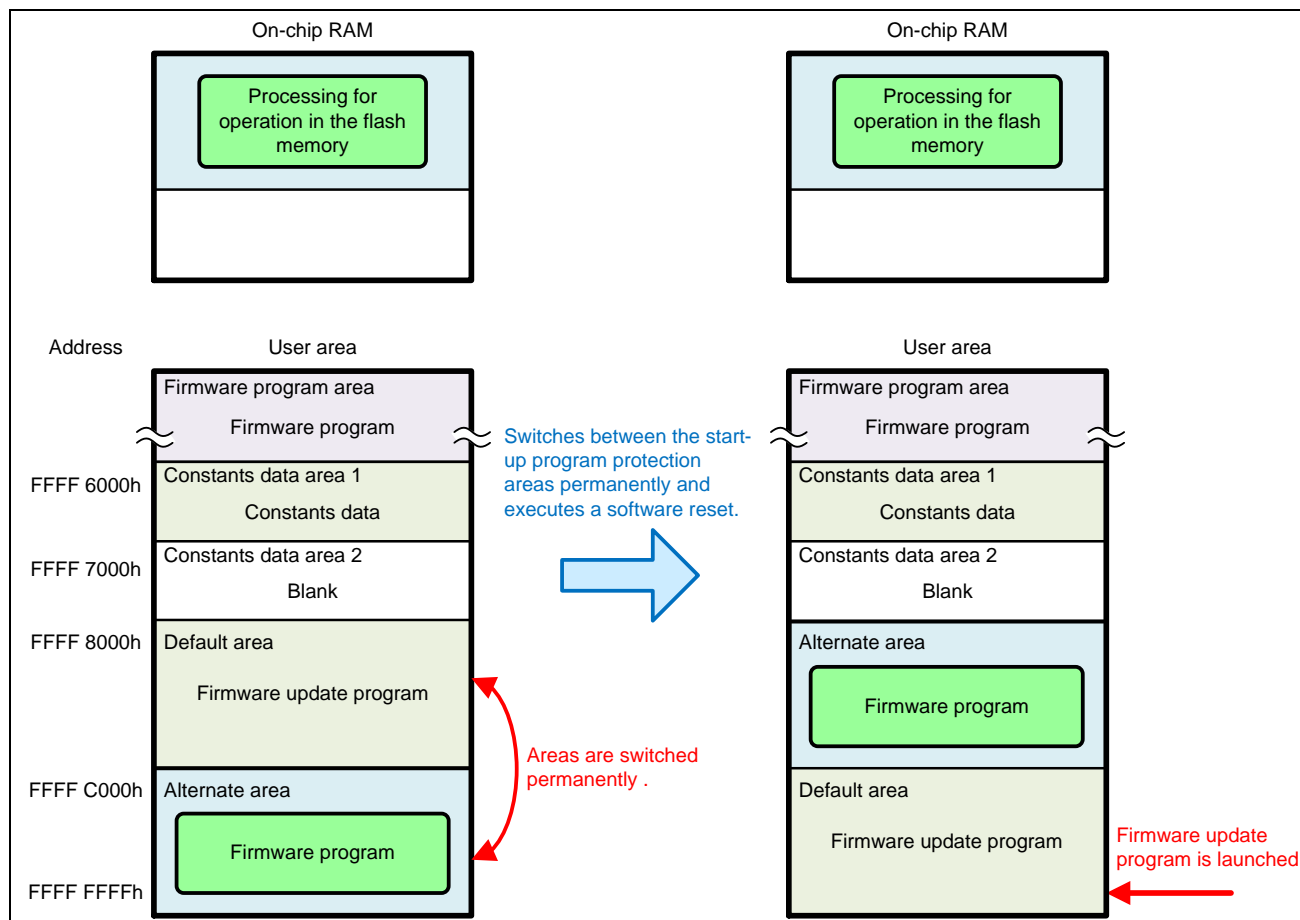 On-chip RAM
Processing for
operation in the flash
memory
On-chip RAM
Processing for
operation in the flash
memory
Address
User area
Firmware program area
Firmware program
FFFF 6000h
Constants data area 1
Constants data
FFFF 7000h
Constants data area 2
Blank
FFFF 8000h
Default area
Firmware update program
FFFF C000h
Alternate area
Firmware program
FFFF FFFFh
Switches between the start-
up program protection
areas permanently and
executes a software reset.
Areas are switched
permanently .
User area
Firmware program area
Firmware program
Constants data area 1
Constants data
Constants data area 2
Blank
Alternate area
Firmware program
Default area
Firmware update program
Firmware update
program is launched